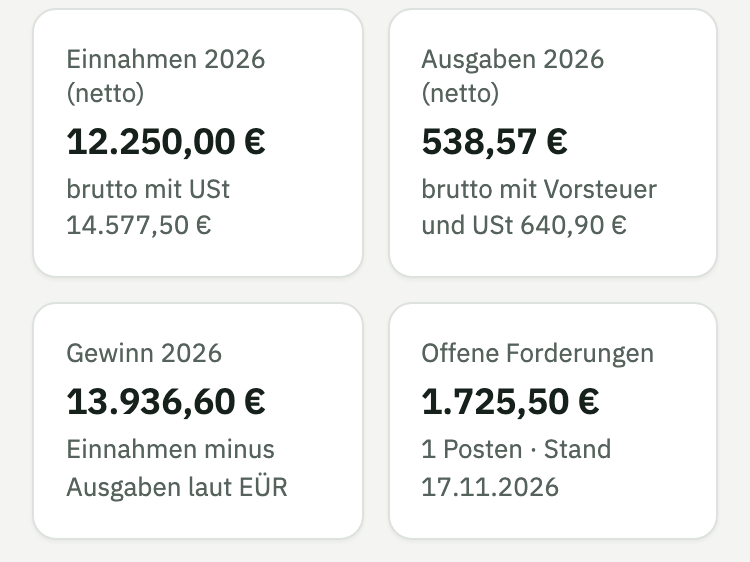 Einnahmen 2026
(netto)
12.250,00 €
brutto mit USt
14.577,50 €
Ausgaben 2026
(netto)
538,57 €
brutto mit Vorsteuer
und USt 640,90 €
Gewinn 2026
13.936,60 €
Einnahmen minus
Ausgaben laut EÜR
Offene Forderungen
1.725,50 €
1 Posten · Stand
17.11.2026